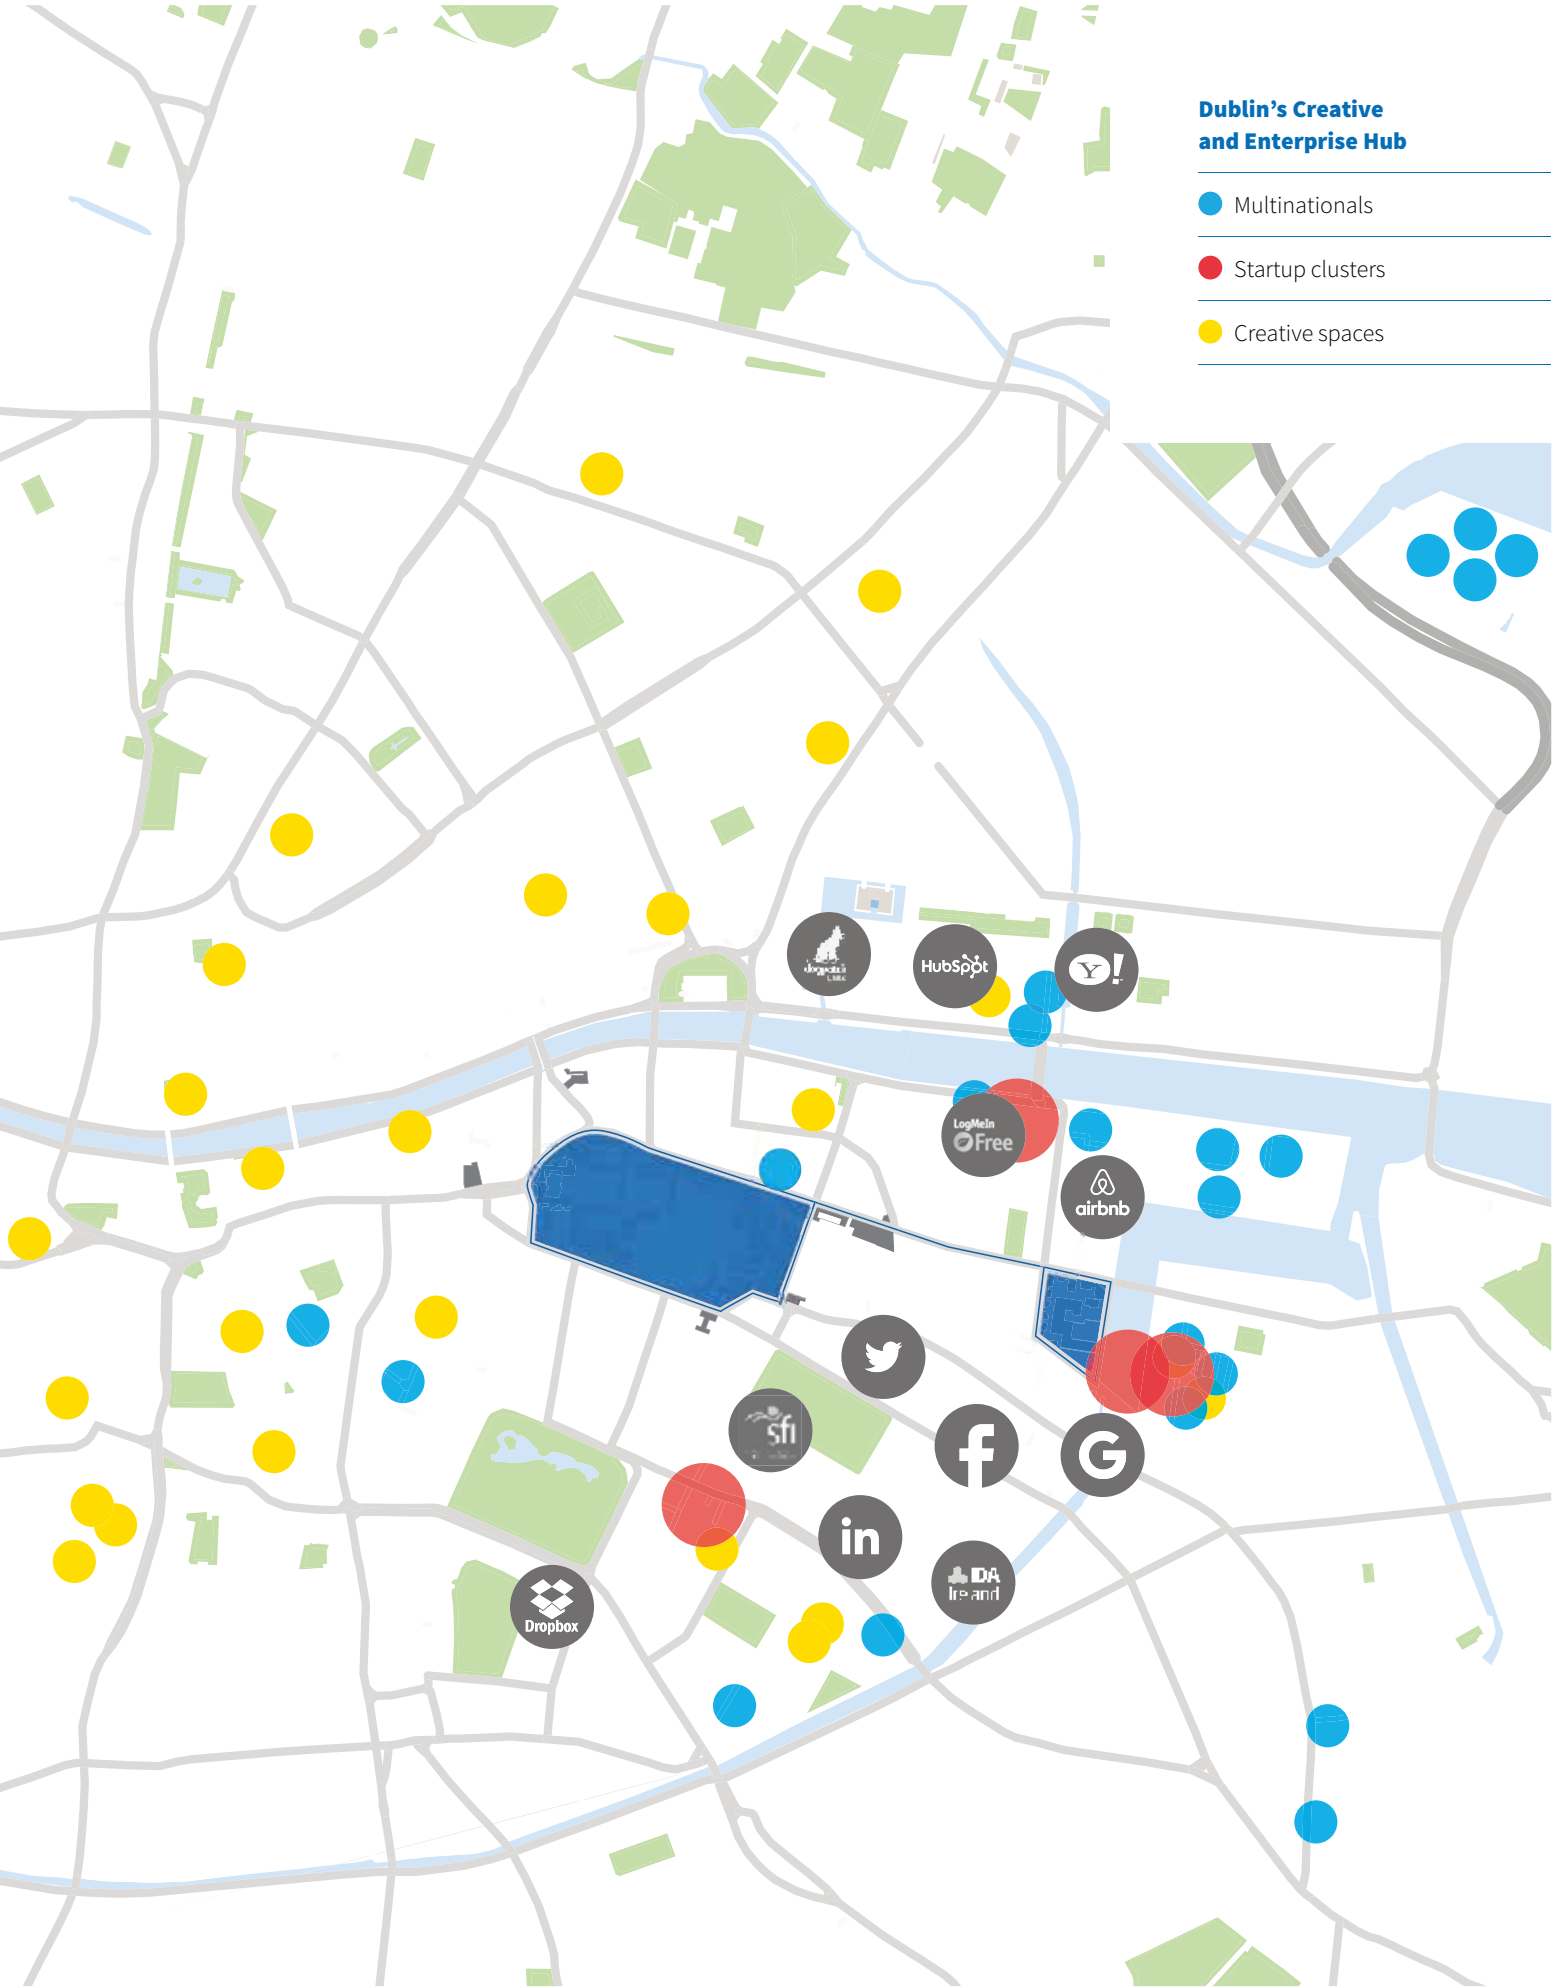 Dublin's Creative
and Enterprise Hub
Multinationals
Startup clusters
Creative spaces
HubSpot
Y!
LogMeIn
Free
airbnb
sfi
f
G
in
IDA
Ireland
Dropbox